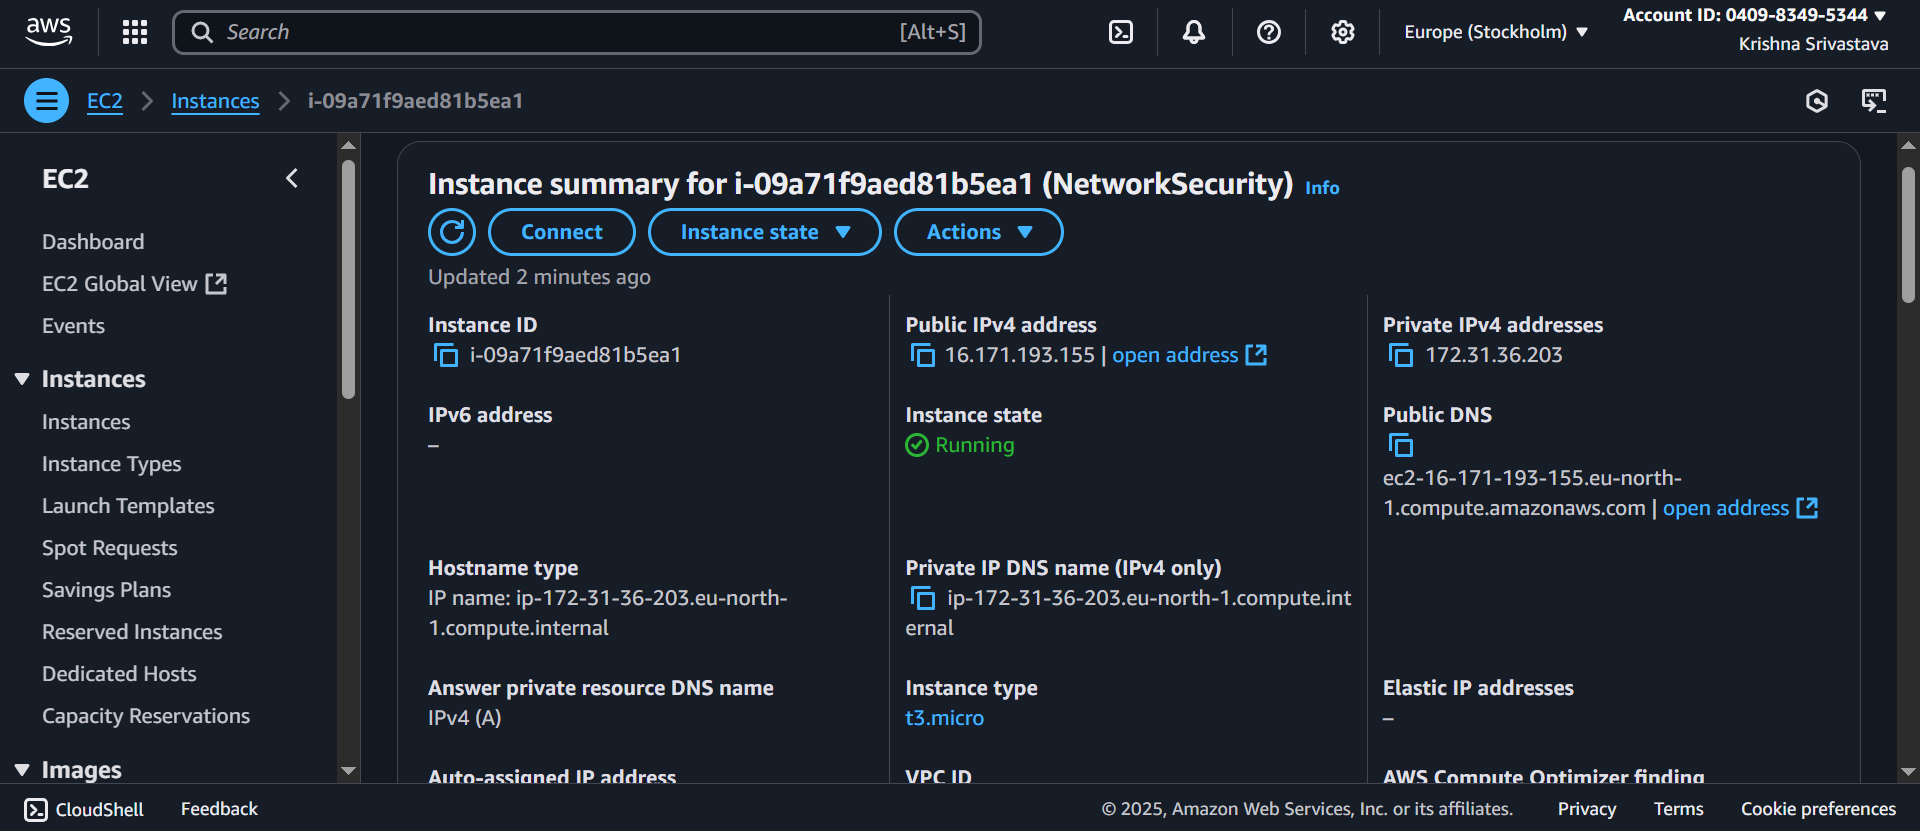 aws
Search
[Alt+S]
Europe (Stockholm)
Account ID: 0409-8349-5344
Krishna Srivastava
EC2
Instances
i-09a71f9aed81b5ea1
EC2
Dashboard
EC2 Global View
Events
Instances
Instances
Instance Types
Launch Templates
Spot Requests
Savings Plans
Reserved Instances
Dedicated Hosts
Capacity Reservations
Images
Instance summary for i-09a71f9aed81b5ea1 (NetworkSecurity) Info
Connect
Instance state
Actions
Updated 2 minutes ago
Instance ID
i-09a71f9aed81b5ea1
Public IPv4 address
16.171.193.155 | open address
Private IPv4 addresses
172.31.36.203
IPv6 address
–
Instance state
Running
Public DNS
ec2-16-171-193-155.eu-north-
1.compute.amazonaws.com | open address
Hostname type
IP name: ip-172-31-36-203.eu-north-
1.compute.internal
Private IP DNS name (IPv4 only)
ip-172-31-36-203.eu-north-1.compute.int
ernal
Answer private resource DNS name
IPv4 (A)
Instance type
t3.micro
Elastic IP addresses
–
Auto-assigned IP address
VPC ID
AWS Compute Optimizer finding
CloudShell
Feedback
© 2025, Amazon Web Services, Inc. or its affiliates.
Privacy
Terms
Cookie preferences